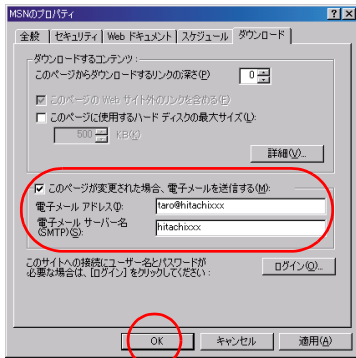 MSNのプロパティ
全般 セキュリティ Web ドキュメント スケジュール ダウンロード
ダウンロードするコンテンツ :
このページからダウンロードするリンクの深さ(P) 0
このページの Web サイト外のリンクを含める(F)
このページに使用するハード ディスクの最大サイズ(L):
500 KB(K)
詳細(V)...
このページが変更された場合、電子メールを送信する(M):
電子メール アドレス(I): taro@hitachixxx
電子メール サーバー名
(SMTP)(S): hitachixxx
このサイトへの接続にユーザー名とパスワードが
必要な場合は、[ログイン] をクリックしてください : ログイン(O)...
OK キャンセル 適用(A)